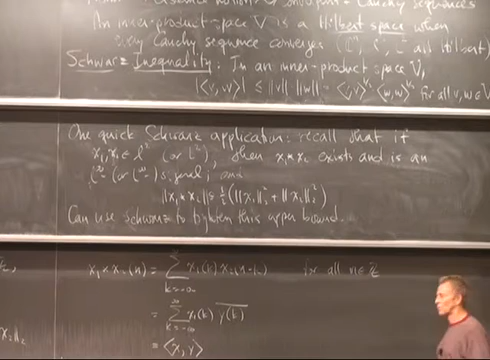 An inner-product space V is a Hilbert space when
every Cauchy sequence converges
Schwarz Inequality: In an inner-product space V,
|⟨v,w⟩| ≤ ‖v‖ ‖w‖ = ⟨v,v⟩^{1/2} ⟨w,w⟩^{1/2} for all v, w ∈ V
One quick Schwarz application: recall that if
x₁, x₂ ∈ l² (or L²), then x₁ * x₂ exists and is an
l^∞ (or L^∞) signal, and
‖x₁ * x₂‖ ≤ ½(‖x₁‖₂² + ‖x₂‖₂²)
Can use Schwarz to tighten this upper bound.
x₁ * x₂(n) = ∑_{k=-∞}^{∞} x₁(k) x₂(n-k) for all n ∈ ℤ
= ∑_{k=-∞}^{∞} x₁(k) \overline{y(k)}
= ⟨x, y⟩